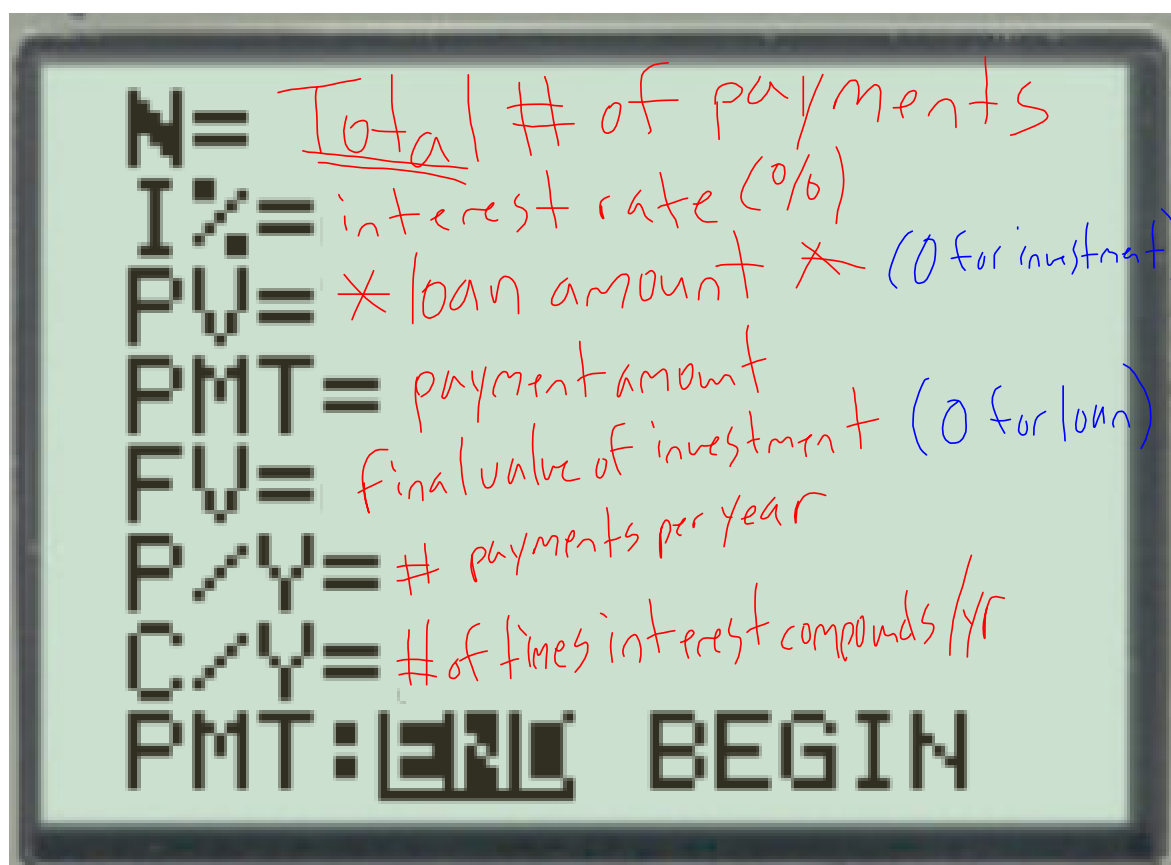 N= Total # of payments
I%= interest rate (%)
PV= * loan amount * (0 for investment)
PMT= payment amount
FV= final value of investment (0 for loan)
P/Y= # payments per year
C/Y= # of times interest compounds/yr
PMT:END BEGIN